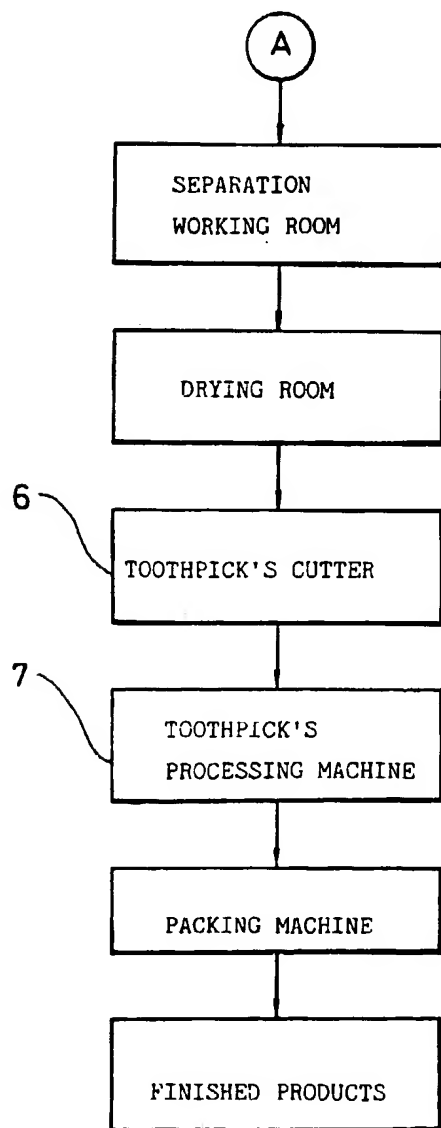 A
SEPARATION
WORKING ROOM
DRYING ROOM
6
TOOTHPICK'S CUTTER
7
TOOTHPICK'S
PROCESSING MACHINE
PACKING MACHINE
FINISHED PRODUCTS